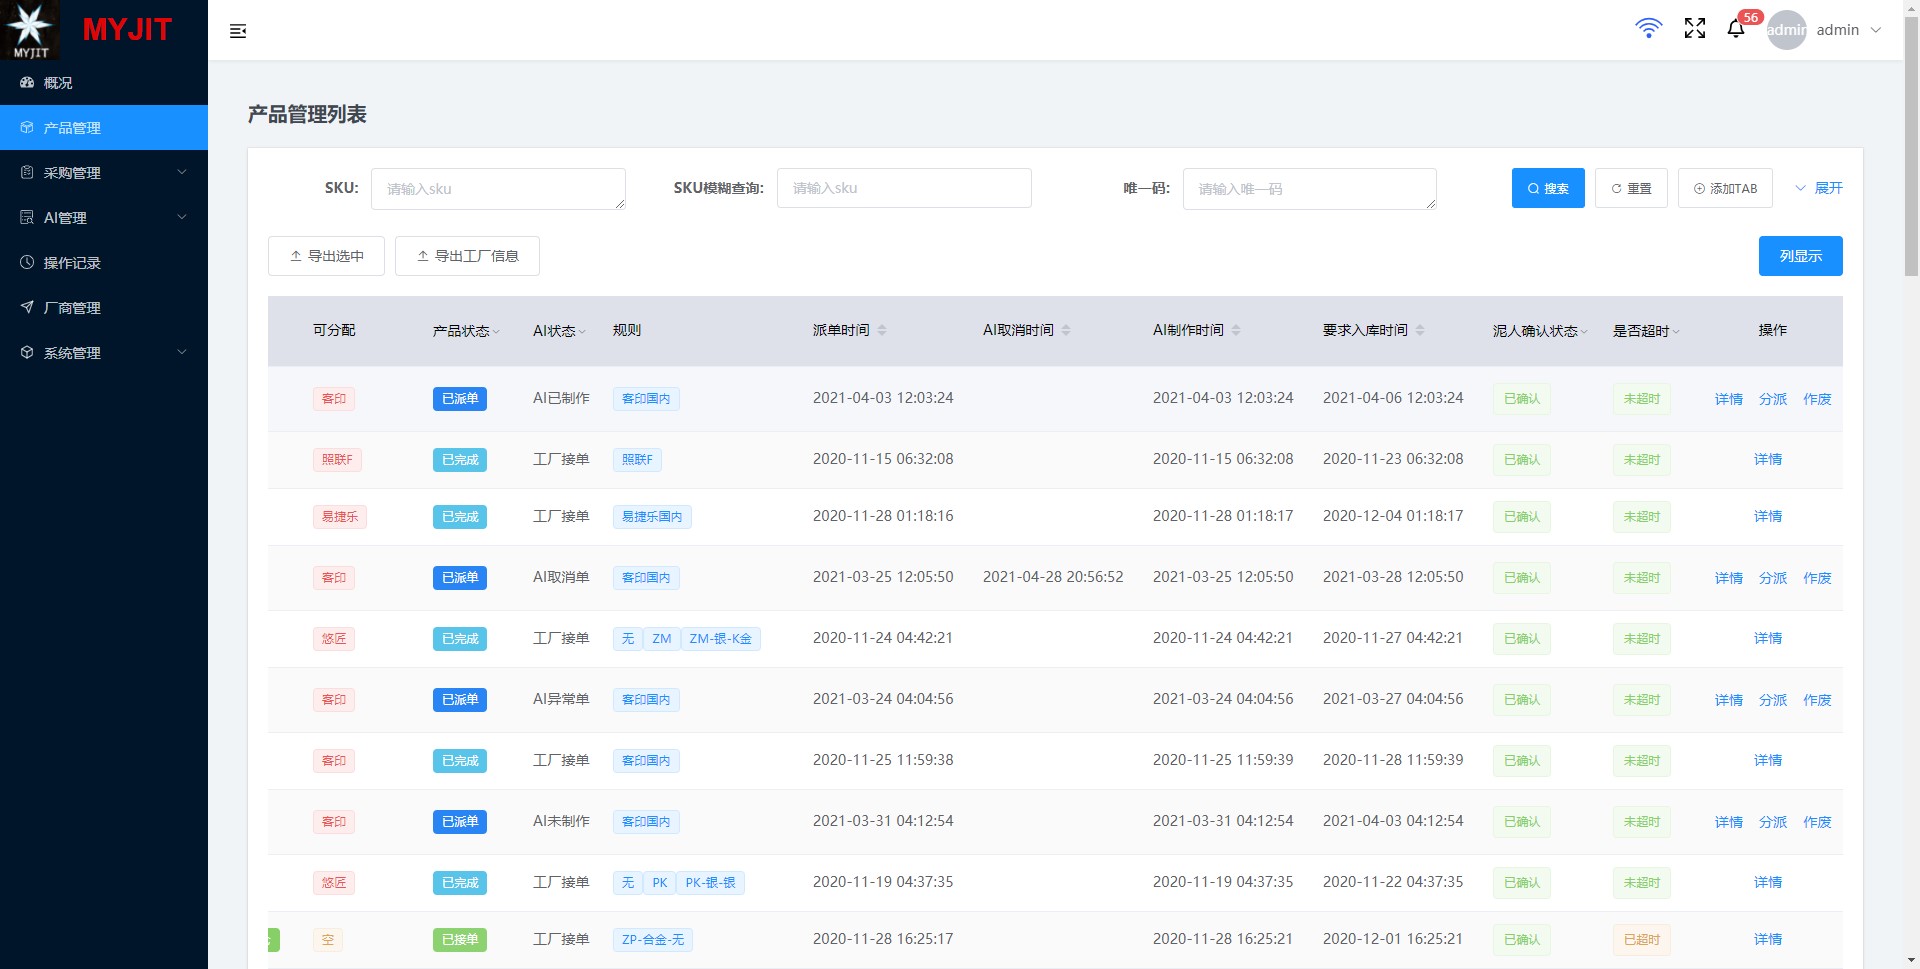 MYJIT
MYJIT
56
admin
admin
概况
产品管理
采购管理
AI管理
操作记录
厂商管理
系统管理
产品管理列表
SKU: 请输入sku SKU模糊查询: 请输入sku 唯一码: 请输入唯一码 搜索 重置 添加TAB 展开
导出选中 导出工厂信息 列显示
可分配 产品状态 AI状态 规则 派单时间 AI取消时间 AI制作时间 要求入库时间 泥人确认状态 是否超时 操作
客印 已派单 AI已制作 客印国内 2021-04-03 12:03:24 2021-04-03 12:03:24 2021-04-06 12:03:24 已确认 未超时 详情 分派 作废
照联F 已完成 工厂接单 照联F 2020-11-15 06:32:08 2020-11-15 06:32:08 2020-11-23 06:32:08 已确认 未超时 详情
易捷乐 已完成 工厂接单 易捷乐国内 2020-11-28 01:18:16 2020-11-28 01:18:17 2020-12-04 01:18:17 已确认 未超时 详情
客印 已派单 AI取消单 客印国内 2021-03-25 12:05:50 2021-04-28 20:56:52 2021-03-25 12:05:50 2021-03-28 12:05:50 已确认 未超时 详情 分派 作废
悠匠 已完成 工厂接单 无 ZM ZM-银-K金 2020-11-24 04:42:21 2020-11-24 04:42:21 2020-11-27 04:42:21 已确认 未超时 详情
客印 已派单 AI异常单 客印国内 2021-03-24 04:04:56 2021-03-24 04:04:56 2021-03-27 04:04:56 已确认 未超时 详情 分派 作废
客印 已完成 工厂接单 客印国内 2020-11-25 11:59:38 2020-11-25 11:59:39 2020-11-28 11:59:39 已确认 未超时 详情
客印 已派单 AI未制作 客印国内 2021-03-31 04:12:54 2021-03-31 04:12:54 2021-04-03 04:12:54 已确认 未超时 详情 分派 作废
悠匠 已完成 工厂接单 无 PK PK-银-银 2020-11-19 04:37:35 2020-11-19 04:37:35 2020-11-22 04:37:35 已确认 未超时 详情
空 已接单 工厂接单 ZP-合金-无 2020-11-28 16:25:17 2020-11-28 16:25:21 2020-12-01 16:25:21 已确认 已超时 详情